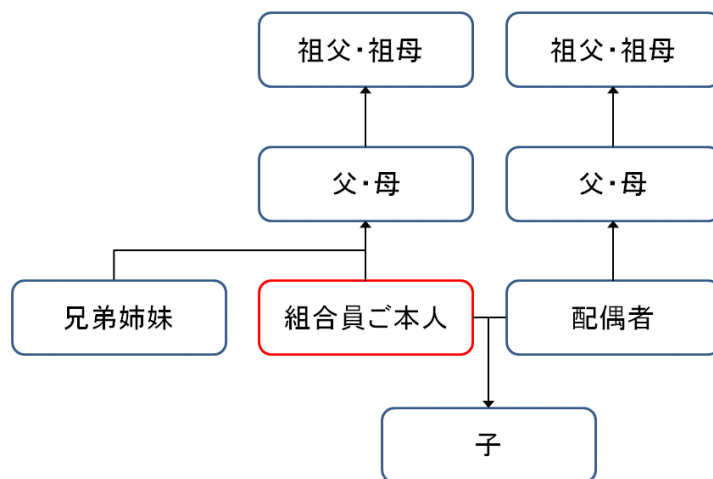 祖父・祖母
祖父・祖母
父・母
父・母
兄弟姉妹
組合員ご本人
配偶者
子